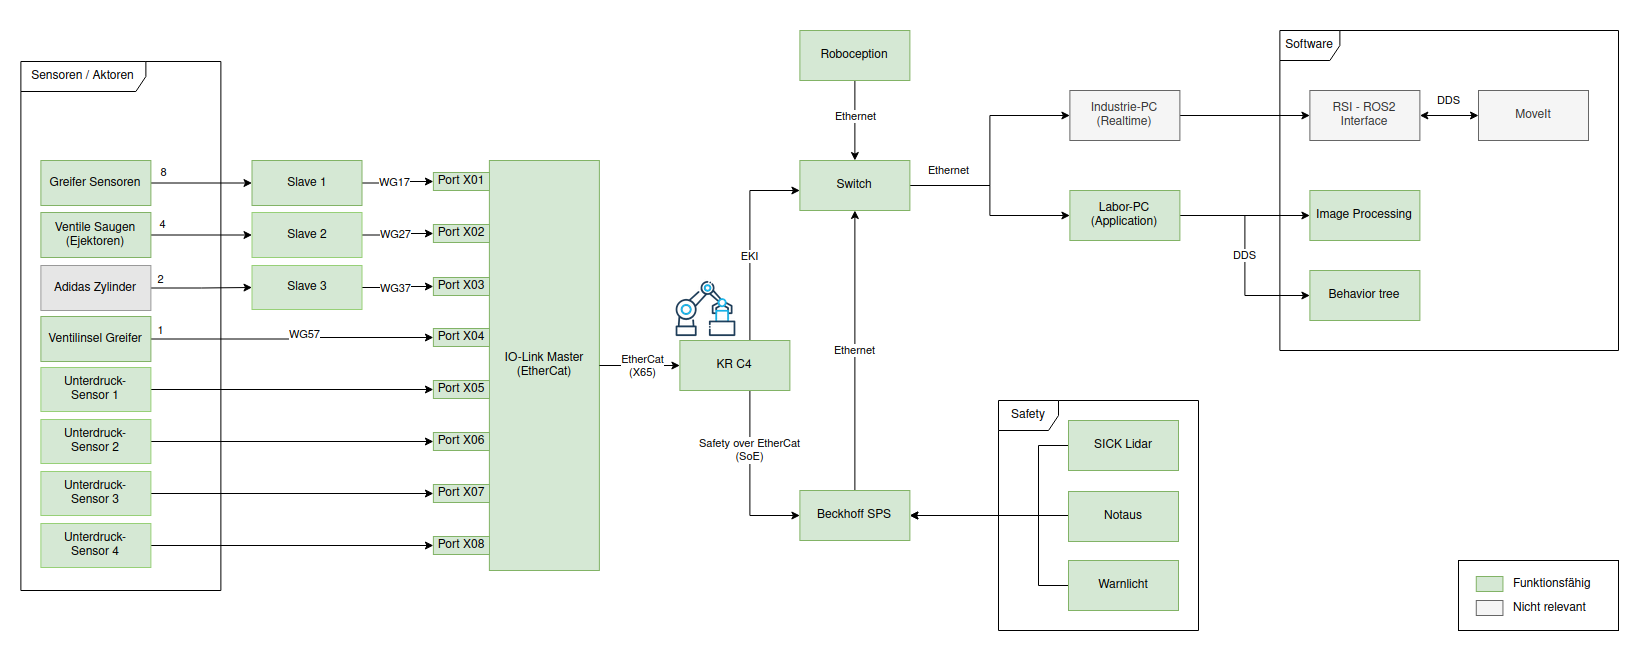 Sensoren / Aktoren
Greifer Sensoren
8
Slave 1
WG17
Port X01
Ventile Saugen
(Ejektoren)
4
Slave 2
WG27
Port X02
Adidas Zylinder
2
Slave 3
WG37
Port X03
Ventilinsel Greifer
1
WG57
Port X04
Unterdruck-
Sensor 1
Port X05
Unterdruck-
Sensor 2
Port X06
Unterdruck-
Sensor 3
Port X07
Unterdruck-
Sensor 4
Port X08
IO-Link Master
(EtherCat)
EtherCat
(X65)
KR C4
EKI
Safety over EtherCat
(SoE)
Roboception
Ethernet
Switch
Ethernet
Ethernet
Beckhoff SPS
Industrie-PC
(Realtime)
Labor-PC
(Application)
DDS
Software
RSI - ROS2
Interface
DDS
MoveIt
Image Processing
Behavior tree
Safety
SICK Lidar
Notaus
Warnlicht
Funktionsfähig
Nicht relevant